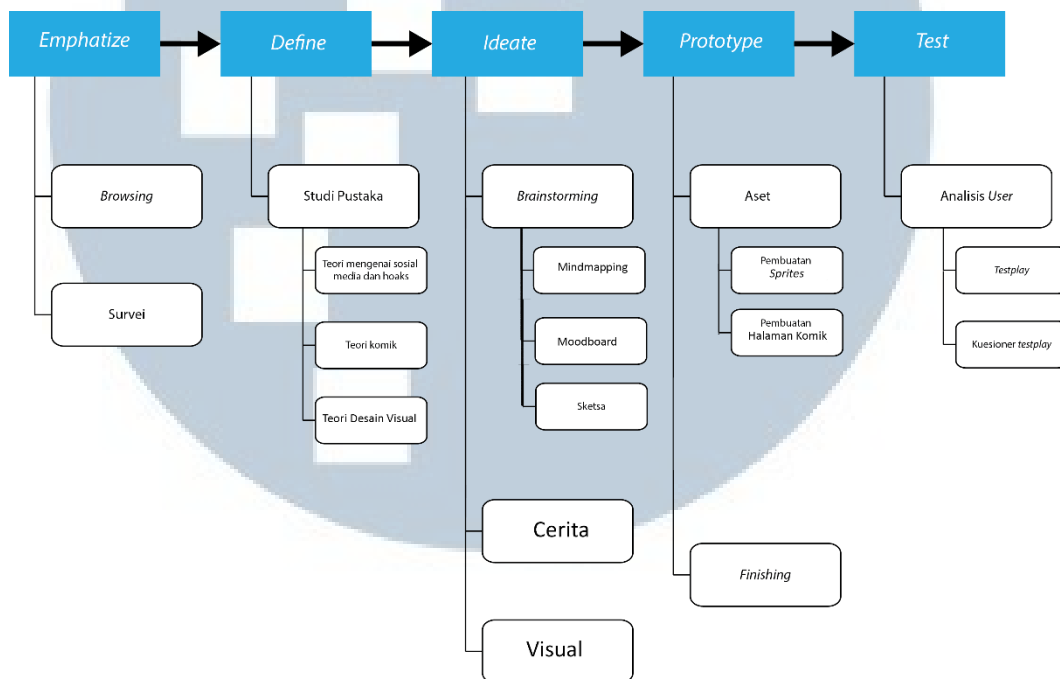 Emphatize
Define
Ideate
Prototype
Test
Browsing
Survei
Studi Pustaka
Teori mengenai sosial
media dan hoaks
Teori komik
Teori Desain Visual
Brainstorming
Mindmapping
Moodboard
Sketsa
Cerita
Visual
Aset
Pembuatan
Sprites
Pembuatan
Halaman Komik
Finishing
Analisis User
Testplay
Kuesioner testplay